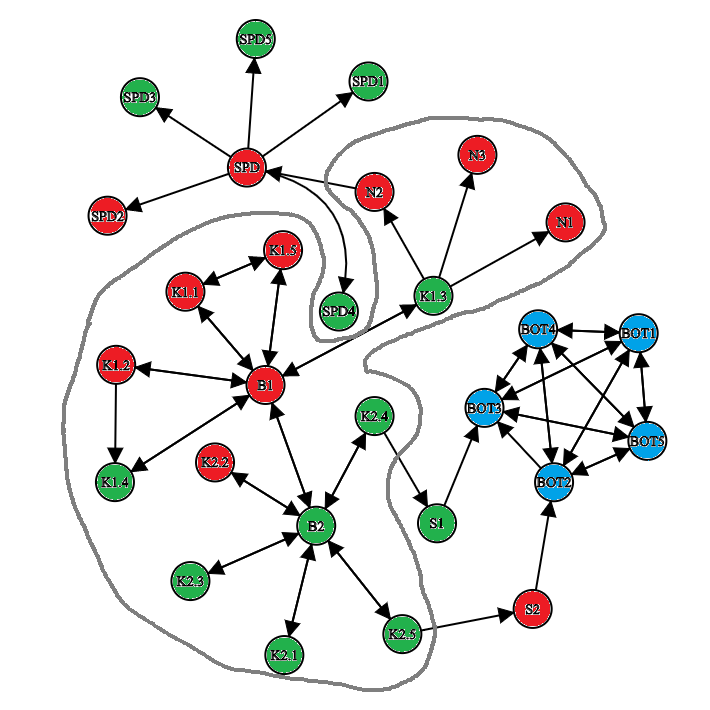 SPD5
SPD1
SPD3
N3
SPD
N2
SPD2
N1
K1.5
K1.1
K1.3
SPD4
BOT4
BOT1
K1.2
B1
BOT3
K2.4
BOT5
K2.2
K1.4
BOT2
S1
B2
K2.3
S2
K2.5
K2.1